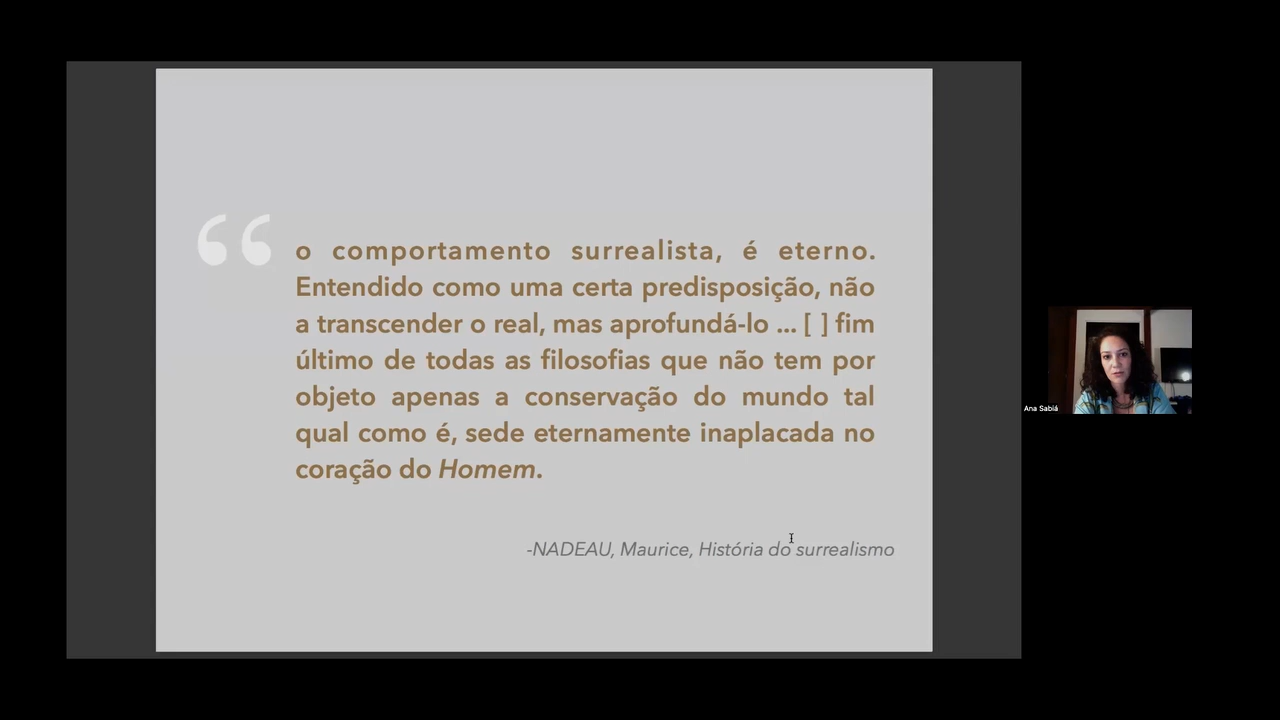 “
o comportamento surrealista, é eterno.
Entendido como uma certa predisposição, não
a transcender o real, mas aprofundá-lo ... [ ] fim
último de todas as filosofias que não tem por
objeto apenas a conservação do mundo tal
qual como é, sede eternamente inaplacada no
coração do Homem.
-NADEAU, Maurice, História do surrealismo
Ana Sabiá